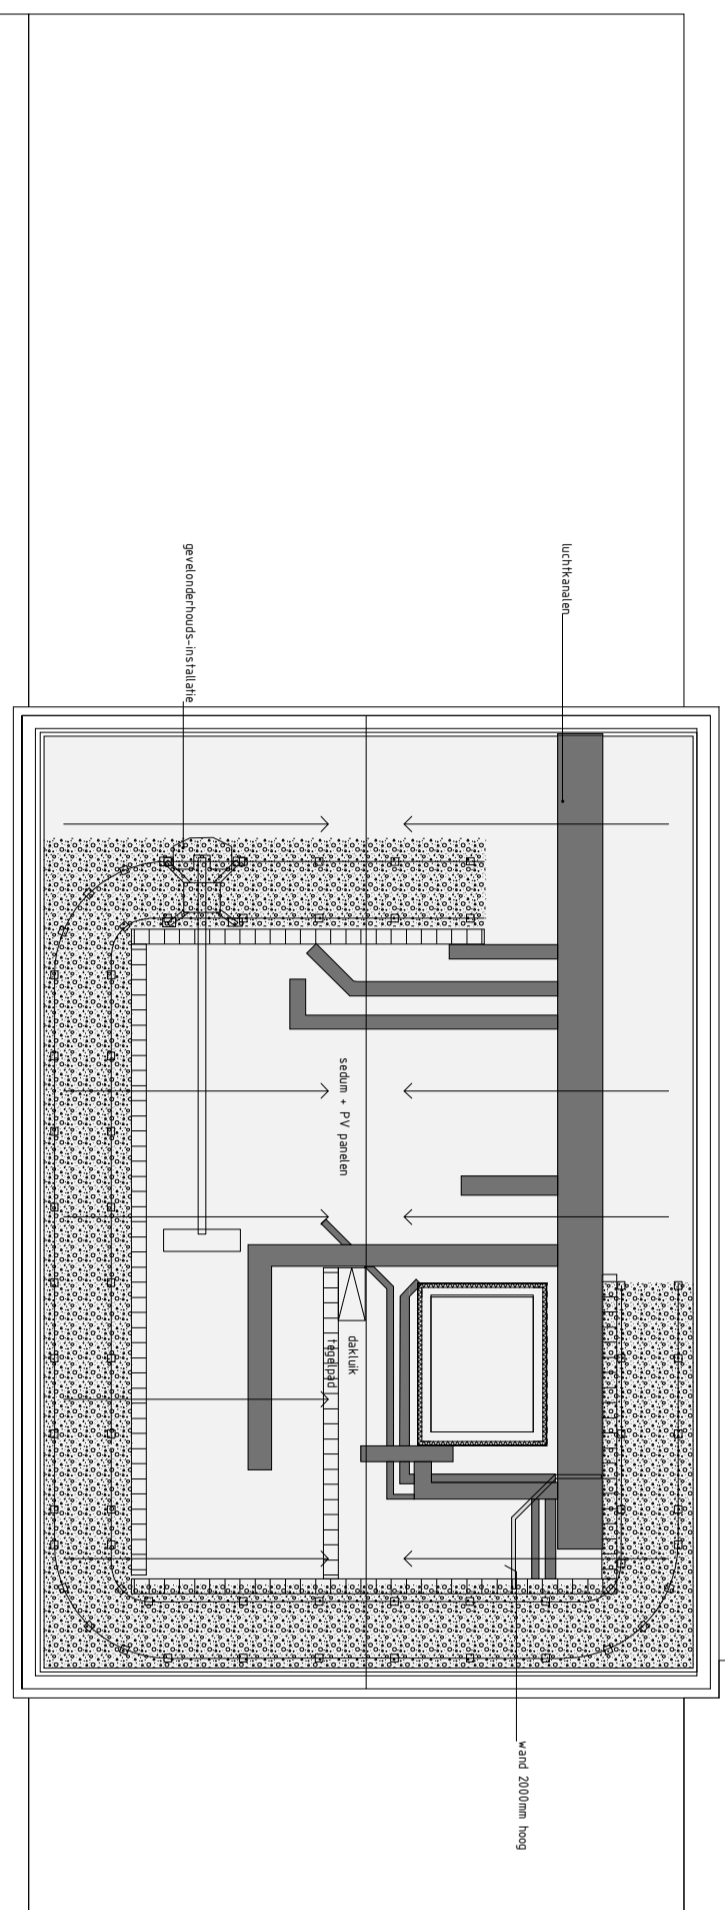 luchtkanalen
gevelonderhouds-installatie
sedum + PV panelen
dakluik
tegelpad
wand 2000mm hoog